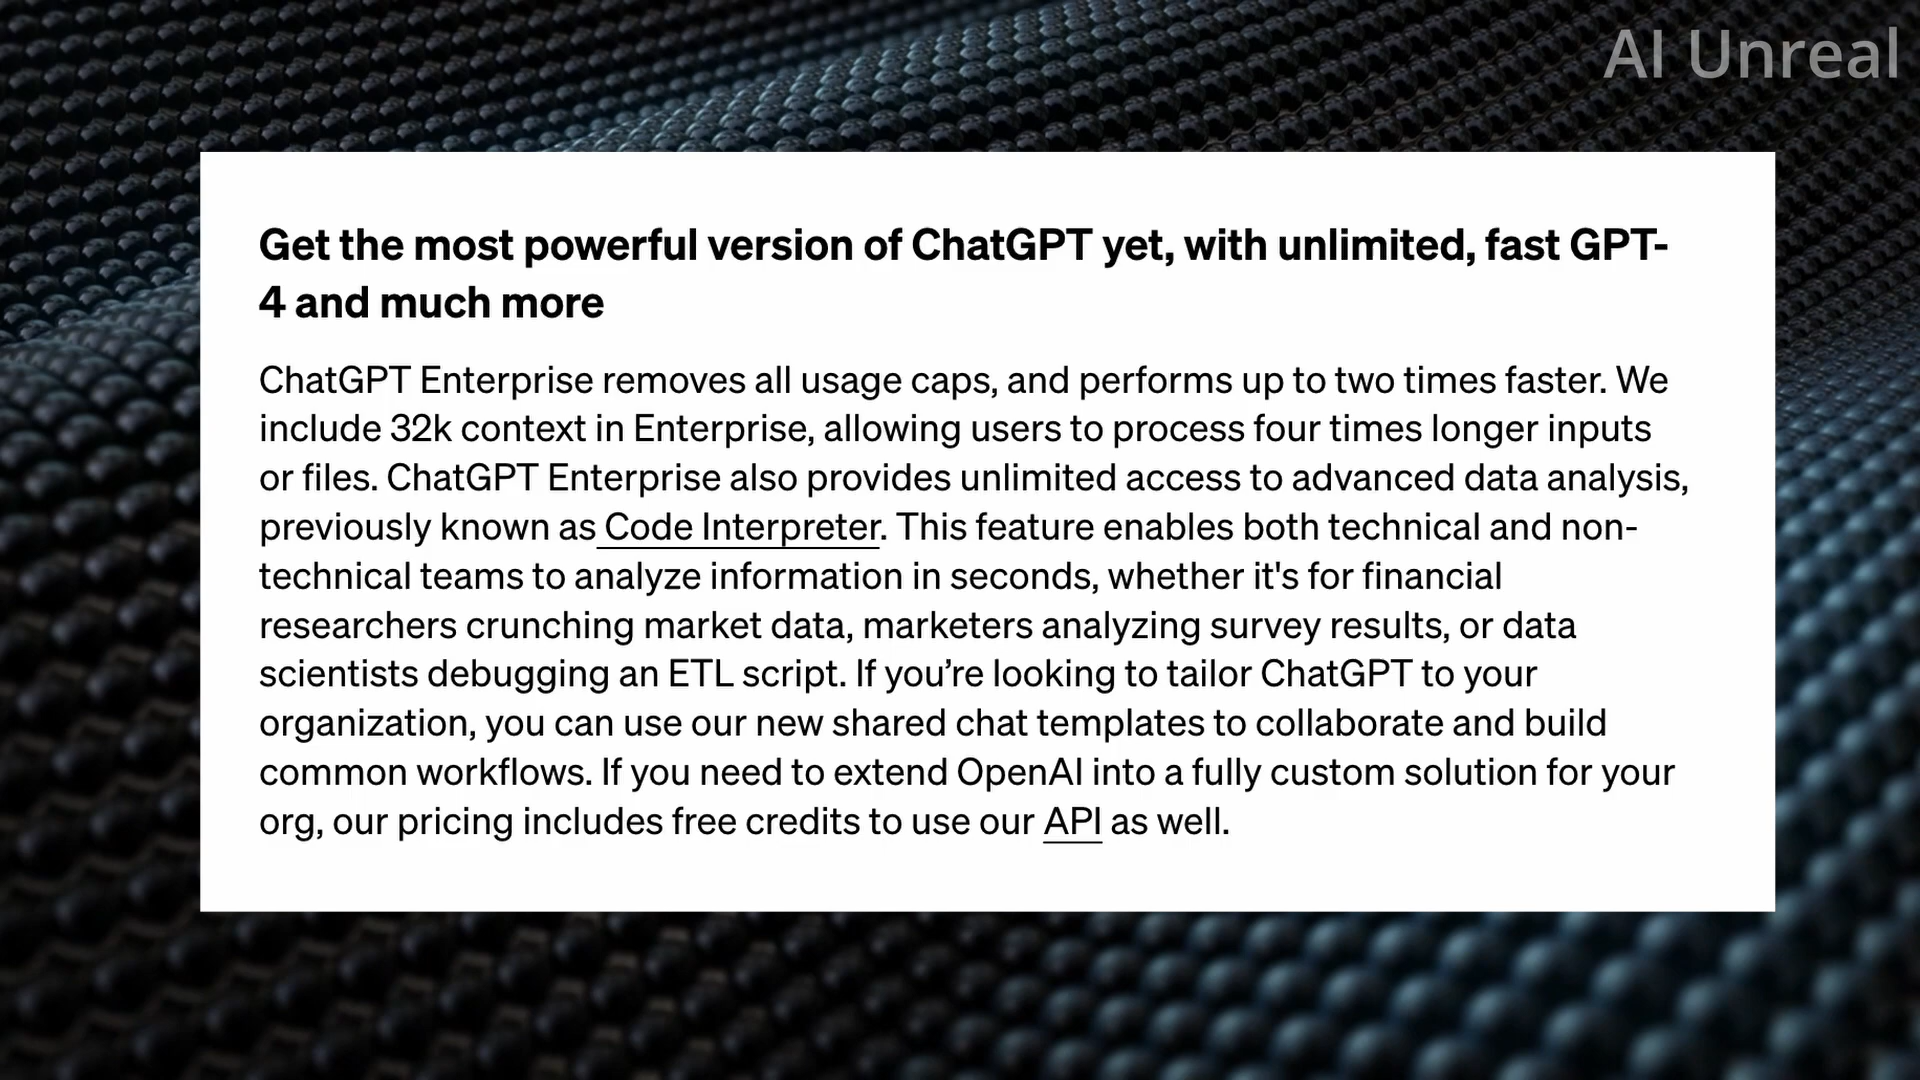 AI Unreal
Get the most powerful version of ChatGPT yet, with unlimited, fast GPT-
4 and much more
ChatGPT Enterprise removes all usage caps, and performs up to two times faster. We
include 32k context in Enterprise, allowing users to process four times longer inputs
or files. ChatGPT Enterprise also provides unlimited access to advanced data analysis,
previously known as Code Interpreter. This feature enables both technical and non-
technical teams to analyze information in seconds, whether it's for financial
researchers crunching market data, marketers analyzing survey results, or data
scientists debugging an ETL script. If you’re looking to tailor ChatGPT to your
organization, you can use our new shared chat templates to collaborate and build
common workflows. If you need to extend OpenAI into a fully custom solution for your
org, our pricing includes free credits to use our API as well.